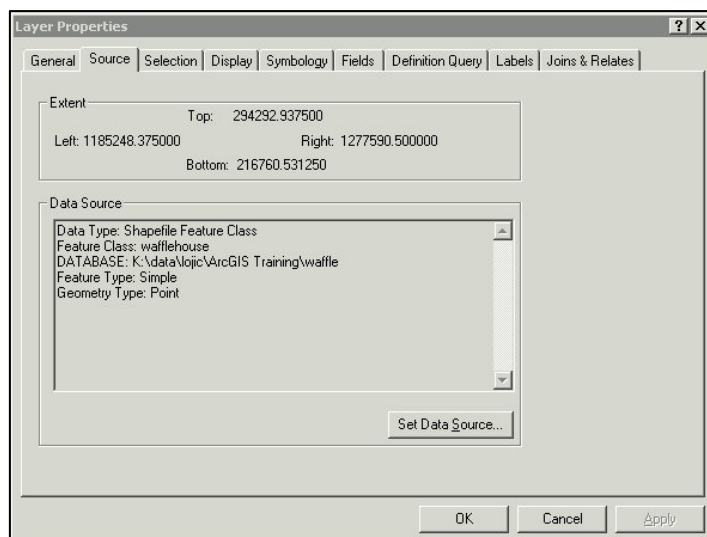 Layer Properties
? X
General Source Selection Display Symbology Fields Definition Query Labels Joins & Relates
Extent
Top: 294292.937500
Left: 1185248.375000 Right: 1277590.500000
Bottom: 216760.531250
Data Source
Data Type: Shapefile Feature Class
Feature Class: wafflehouse
DATABASE: K:\data\lojic\ArcGIS Training\waffle
Feature Type: Simple
Geometry Type: Point
Set Data Source...
OK Cancel Apply